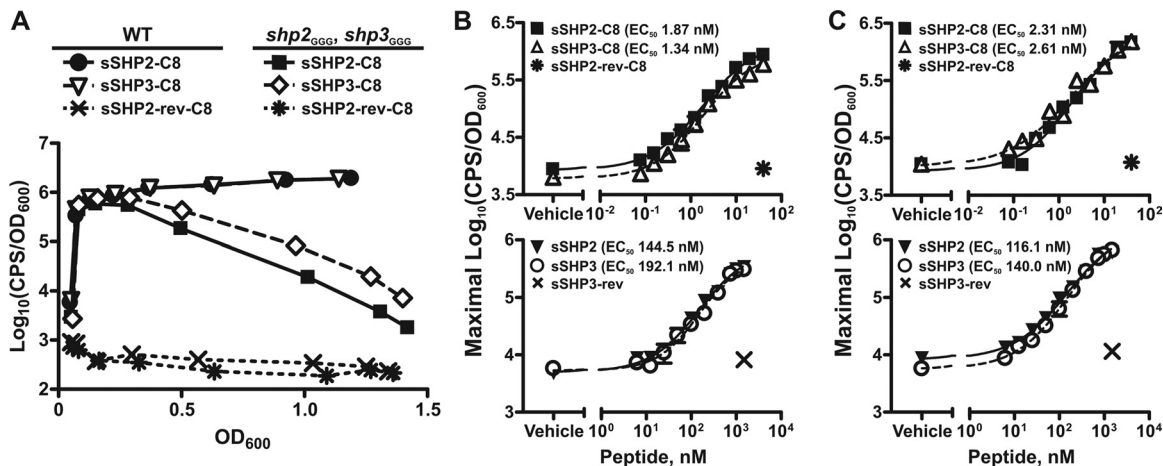 A
WT
shp2GGG, shp3GGG
sSHP2-C8
sSHP2-C8
sSHP3-C8
sSHP3-C8
sSHP2-rev-C8
sSHP2-rev-C8
Log10(CPS/OD600)
7
6
5
4
3
2
0
0.5
1.0
1.5
OD600
B
Maximal Log10(CPS/OD600)
6.5
5.5
4.5
3.5
sSHP2-C8 (EC50 1.87 nM)
sSHP3-C8 (EC50 1.34 nM)
sSHP2-rev-C8
Vehicle
10-2 10-1 100 101 102
6
5
4
3
sSHP2 (EC50 144.5 nM)
sSHP3 (EC50 192.1 nM)
sSHP3-rev
Vehicle
100 101 102 103 104
Peptide, nM
C
Maximal Log10(CPS/OD600)
6.5
5.5
4.5
3.5
sSHP2-C8 (EC50 2.31 nM)
sSHP3-C8 (EC50 2.61 nM)
sSHP2-rev-C8
Vehicle
10-2 10-1 100 101 102
6
5
4
3
sSHP2 (EC50 116.1 nM)
sSHP3 (EC50 140.0 nM)
sSHP3-rev
Vehicle
100 101 102 103 104
Peptide, nM